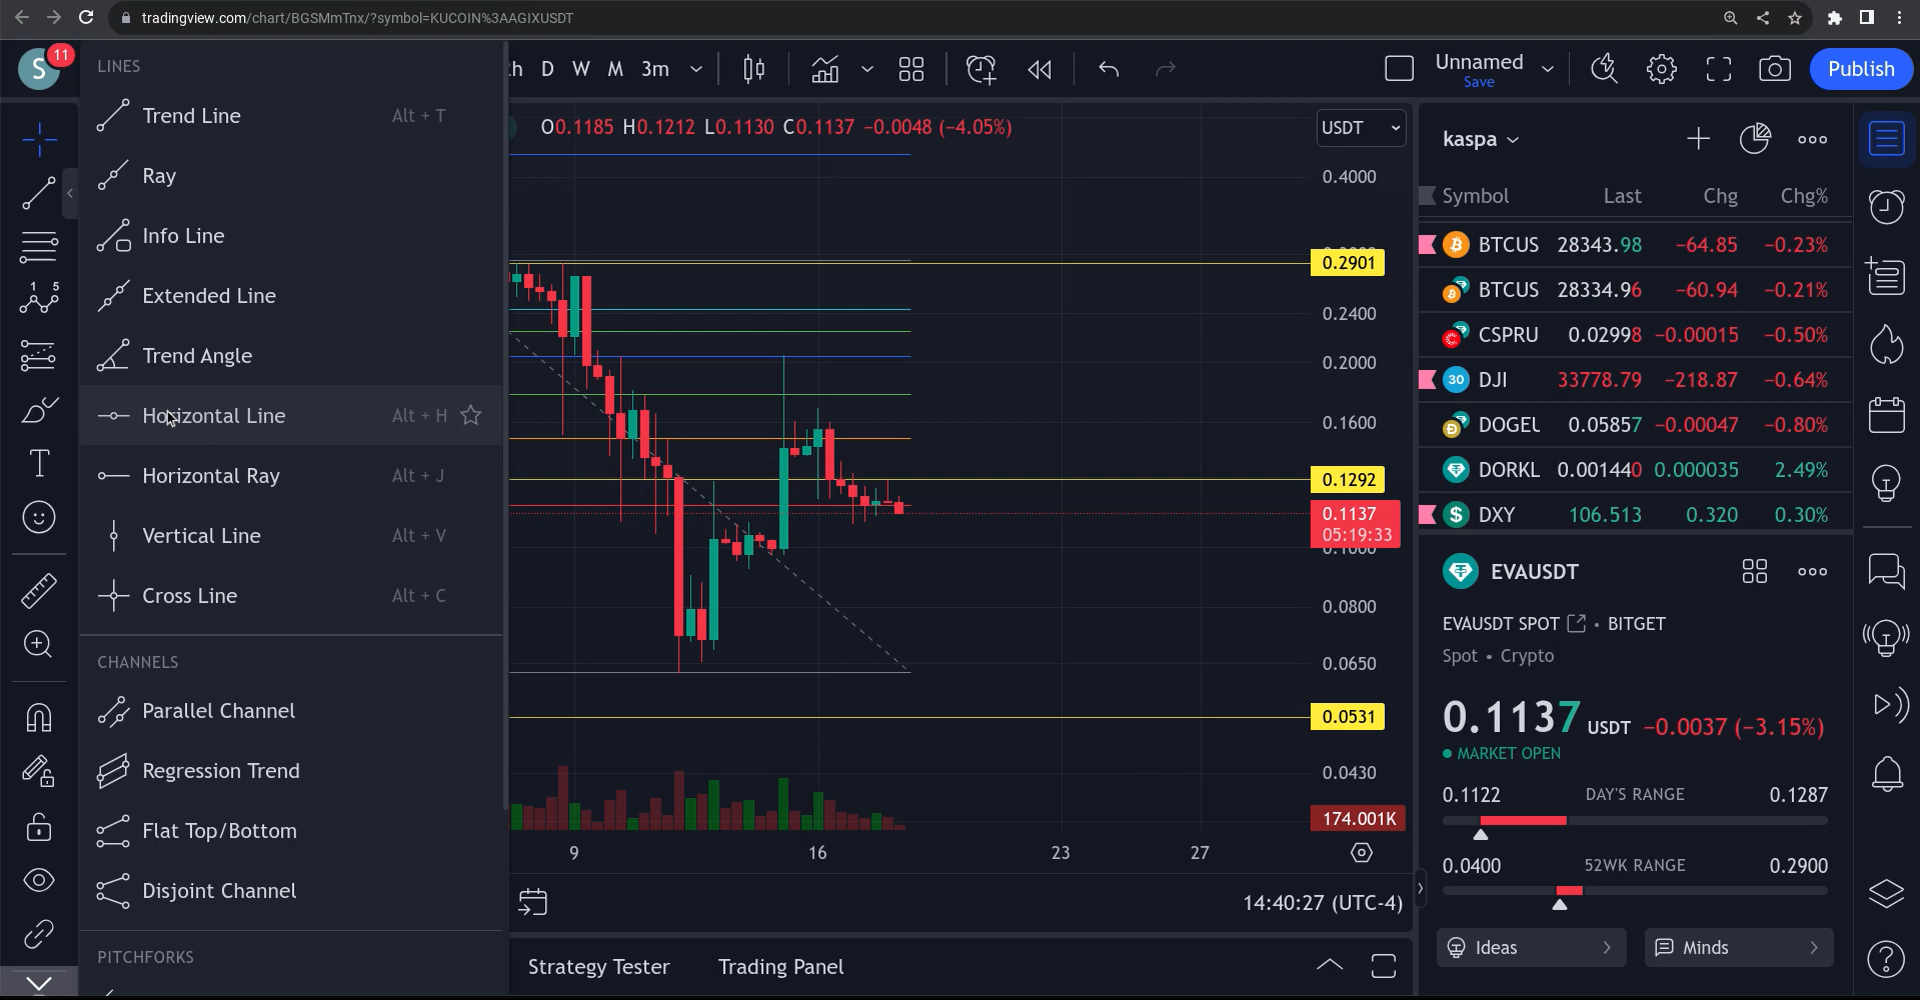 tradingview.com/chart/BGSMmTnx/?symbol=KUCOIN%3AAGIXUSDT
S
11
LINES
Trend Line Alt + T
Ray
Info Line
Extended Line
Trend Angle
Horizontal Line Alt + H
Horizontal Ray Alt + J
Vertical Line Alt + V
Cross Line Alt + C
CHANNELS
Parallel Channel
Regression Trend
Flat Top/Bottom
Disjoint Channel
PITCHFORKS
1 5
T
h D W M 3m
Unnamed
Save
Publish
O0.1185 H0.1212 L0.1130 C0.1137 −0.0048 (−4.05%)
USDT
0.4000
0.2901
0.2400
0.2000
0.1600
0.1292
0.1137
05:19:33
0.1000
0.0800
0.0650
0.0531
0.0430
174.001K
9 16 23 27
14:40:27 (UTC-4)
Strategy Tester Trading Panel
kaspa
Symbol Last Chg Chg%
BTCUS 28343.98 −64.85 −0.23%
BTCUS 28334.96 −60.94 −0.21%
CSPRU 0.02998 −0.00015 −0.50%
30 DJI 33778.79 −218.87 −0.64%
DOGEU 0.05857 −0.00047 −0.80%
DORKL 0.001440 0.000035 2.49%
$ DXY 106.513 0.320 0.30%
EVAUSDT
EVAUSDT SPOT • BITGET
Spot • Crypto
0.1137 USDT −0.0037 (−3.15%)
MARKET OPEN
0.1122 DAY'S RANGE 0.1287
0.0400 52WK RANGE 0.2900
Ideas
Minds